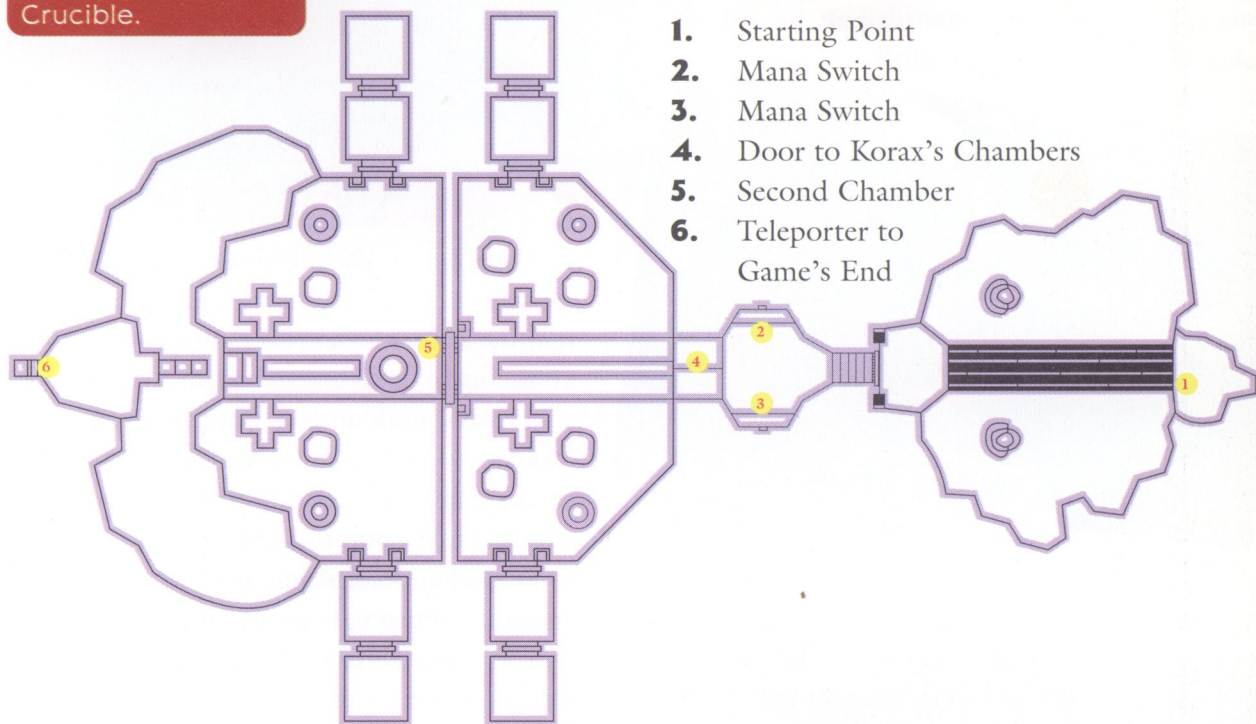 Crucible.
1. Starting Point
2. Mana Switch
3. Mana Switch
4. Door to Korax's Chambers
5. Second Chamber
6. Teleporter to
Game's End
2
5
6
4
1
3